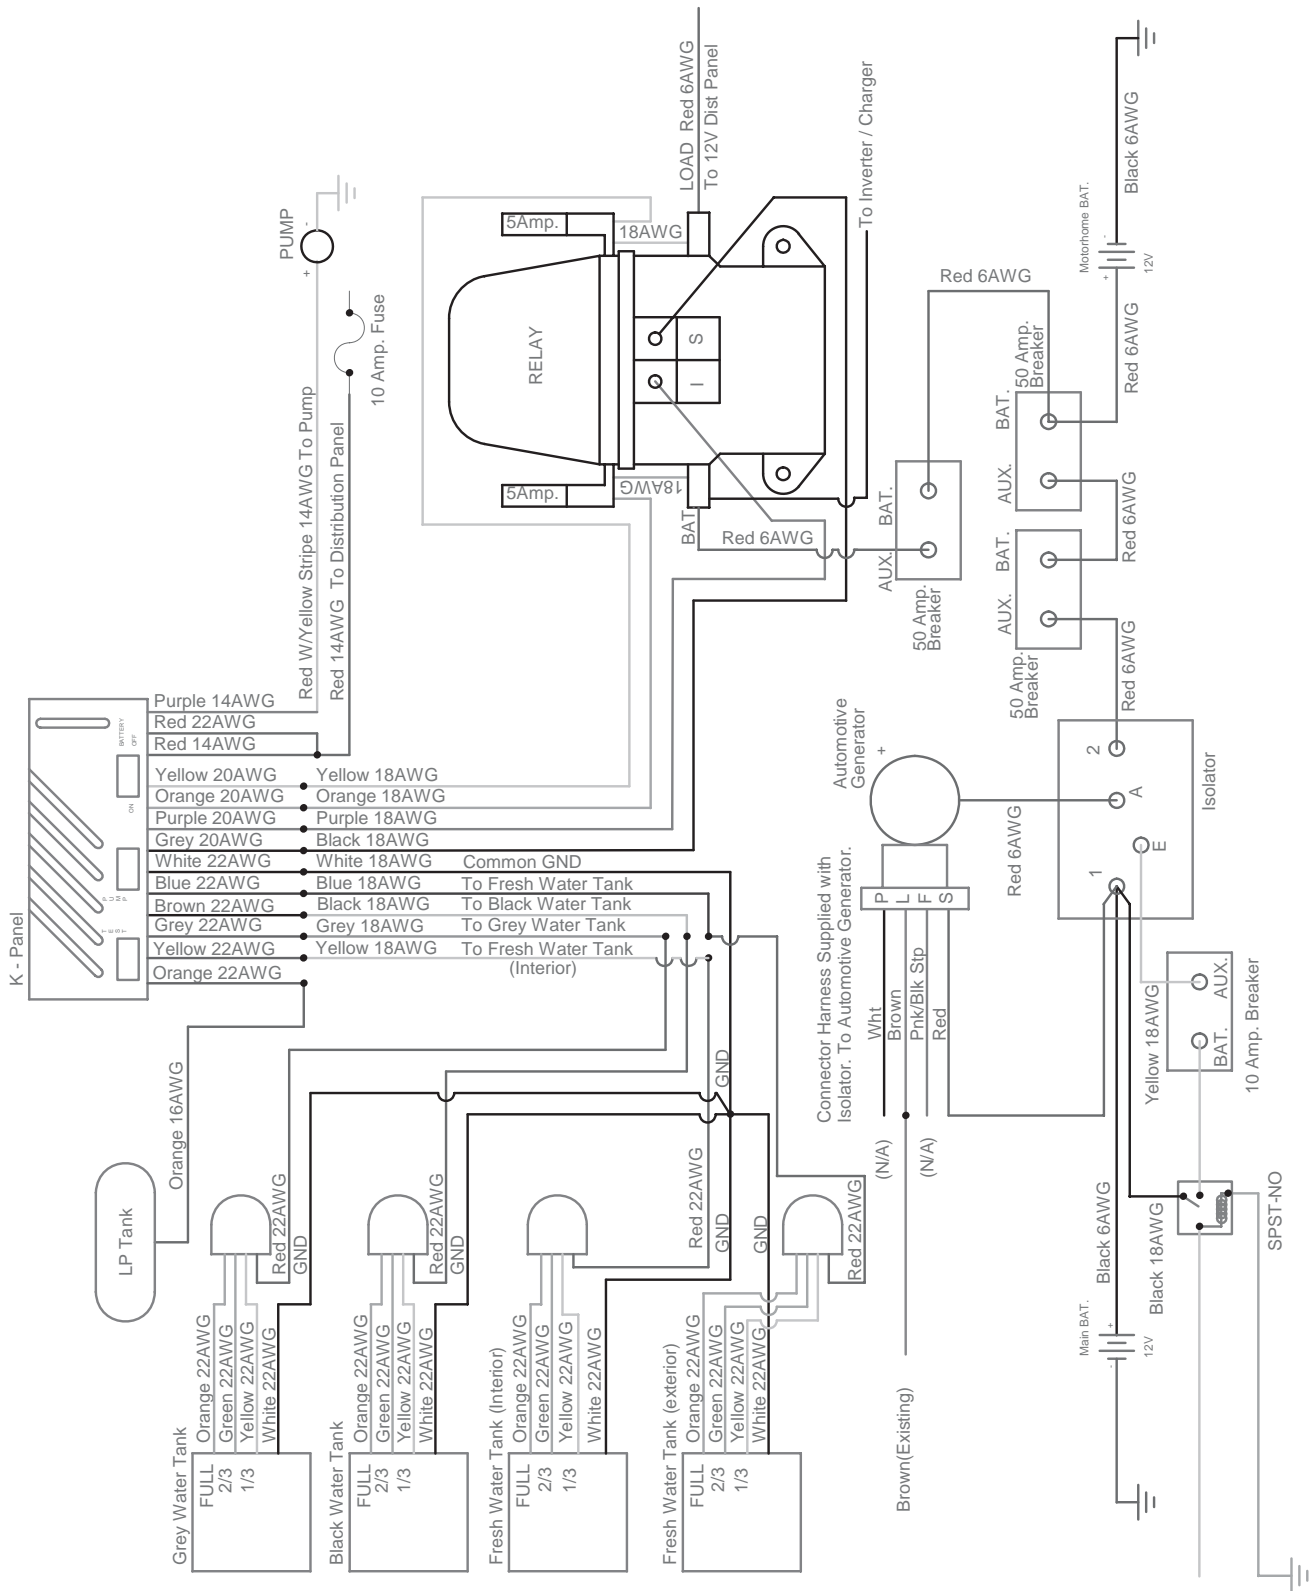 LOAD  Red 6AWG
To 12V Dist Panel
To Inverter / Charger
Black 6AWG
Motorhome BAT.
+
-
12V
PUMP
-
+
10 Amp. Fuse
5Amp.
18AWG
RELAY
S
I
5Amp.
18AWG
BAT
Red 6AWG
Red 6AWG
Red 6AWG
BAT.
AUX.
50 Amp.
Breaker
BAT.
AUX.
50 Amp.
Breaker
Red 6AWG
BAT.
AUX.
50 Amp.
Breaker
Red 6AWG
Red W/Yellow Stripe 14AWG To Pump
Red 14AWG  To Distribution Panel
K - Panel
BATTERY
OFF
ON
PUMP
TEST
Purple 14AWG
Red 22AWG
Red 14AWG
Yellow 20AWG
Yellow 18AWG
Orange 20AWG
Orange 18AWG
Purple 20AWG
Purple 18AWG
Grey 20AWG
Black 18AWG
White 22AWG
White 18AWG
Common GND
Blue 22AWG
Blue 18AWG
To Fresh Water Tank
Brown 22AWG
Black 18AWG
To Black Water Tank
Grey 22AWG
Grey 18AWG
To Grey Water Tank
Yellow 22AWG
Yellow 18AWG
To Fresh Water Tank
(Interior)
Orange 22AWG
Automotive
Generator
+
P
L
F
S
Red 6AWG
2
A
E
1
Isolator
Connector Harness Supplied with
Isolator. To Automotive Generator.
Wht
Brown
Pnk/Blk Stp
Red
(N/A)
(N/A)
Brown(Existing)
Yellow 18AWG
AUX.
BAT.
10 Amp. Breaker
SPST-NO
Black 6AWG
Black 18AWG
Main BAT.
+
-
12V
LP Tank
Orange 16AWG
Red 22AWG
GND
Red 22AWG
GND
GND
Red 22AWG
GND
GND
Red 22AWG
Orange 22AWG
Green 22AWG
Yellow 22AWG
White 22AWG
Grey Water Tank
FULL
2/3
1/3
Orange 22AWG
Green 22AWG
Yellow 22AWG
White 22AWG
Black Water Tank
FULL
2/3
1/3
Orange 22AWG
Green 22AWG
Yellow 22AWG
White 22AWG
Fresh Water Tank (Interior)
FULL
2/3
1/3
Orange 22AWG
Green 22AWG
Yellow 22AWG
White 22AWG
Fresh Water Tank (exterior)
FULL
2/3
1/3